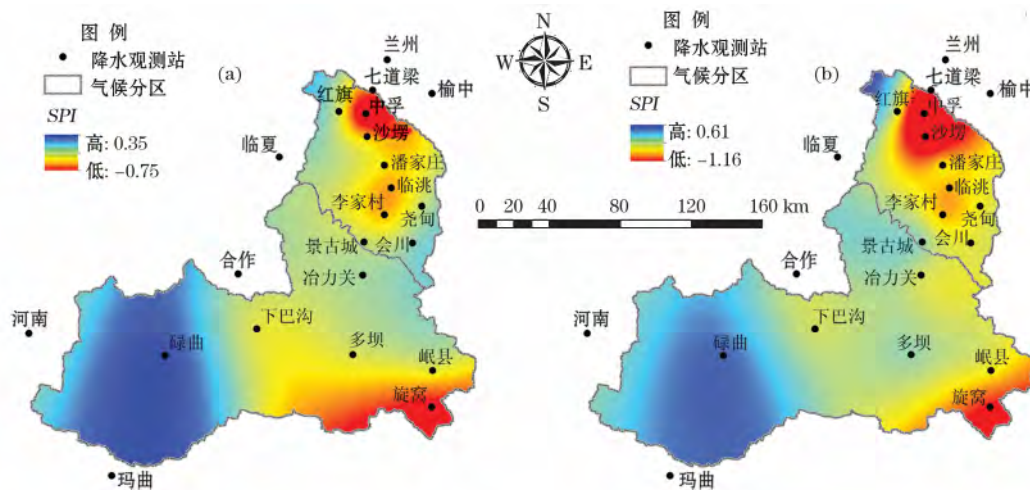 图 例
降水观测站
气候分区
SPI
高: 0.35
低: -0.75
(a)
兰州
七道梁
榆中
红旗
中孚
沙塄
临夏
潘家庄
临洮
李家村
尧甸
景古城
会川
合作
冶力关
河南
下巴沟
碌曲
多坝
岷县
旋窝
玛曲
N
W
E
S
0 20 40 80 120 160 km
图 例
降水观测站
气候分区
SPI
高: 0.61
低: -1.16
(b)
兰州
七道梁
榆中
红旗
中孚
沙塄
临夏
潘家庄
临洮
李家村
尧甸
景古城
会川
合作
冶力关
河南
下巴沟
碌曲
多坝
岷县
旋窝
玛曲